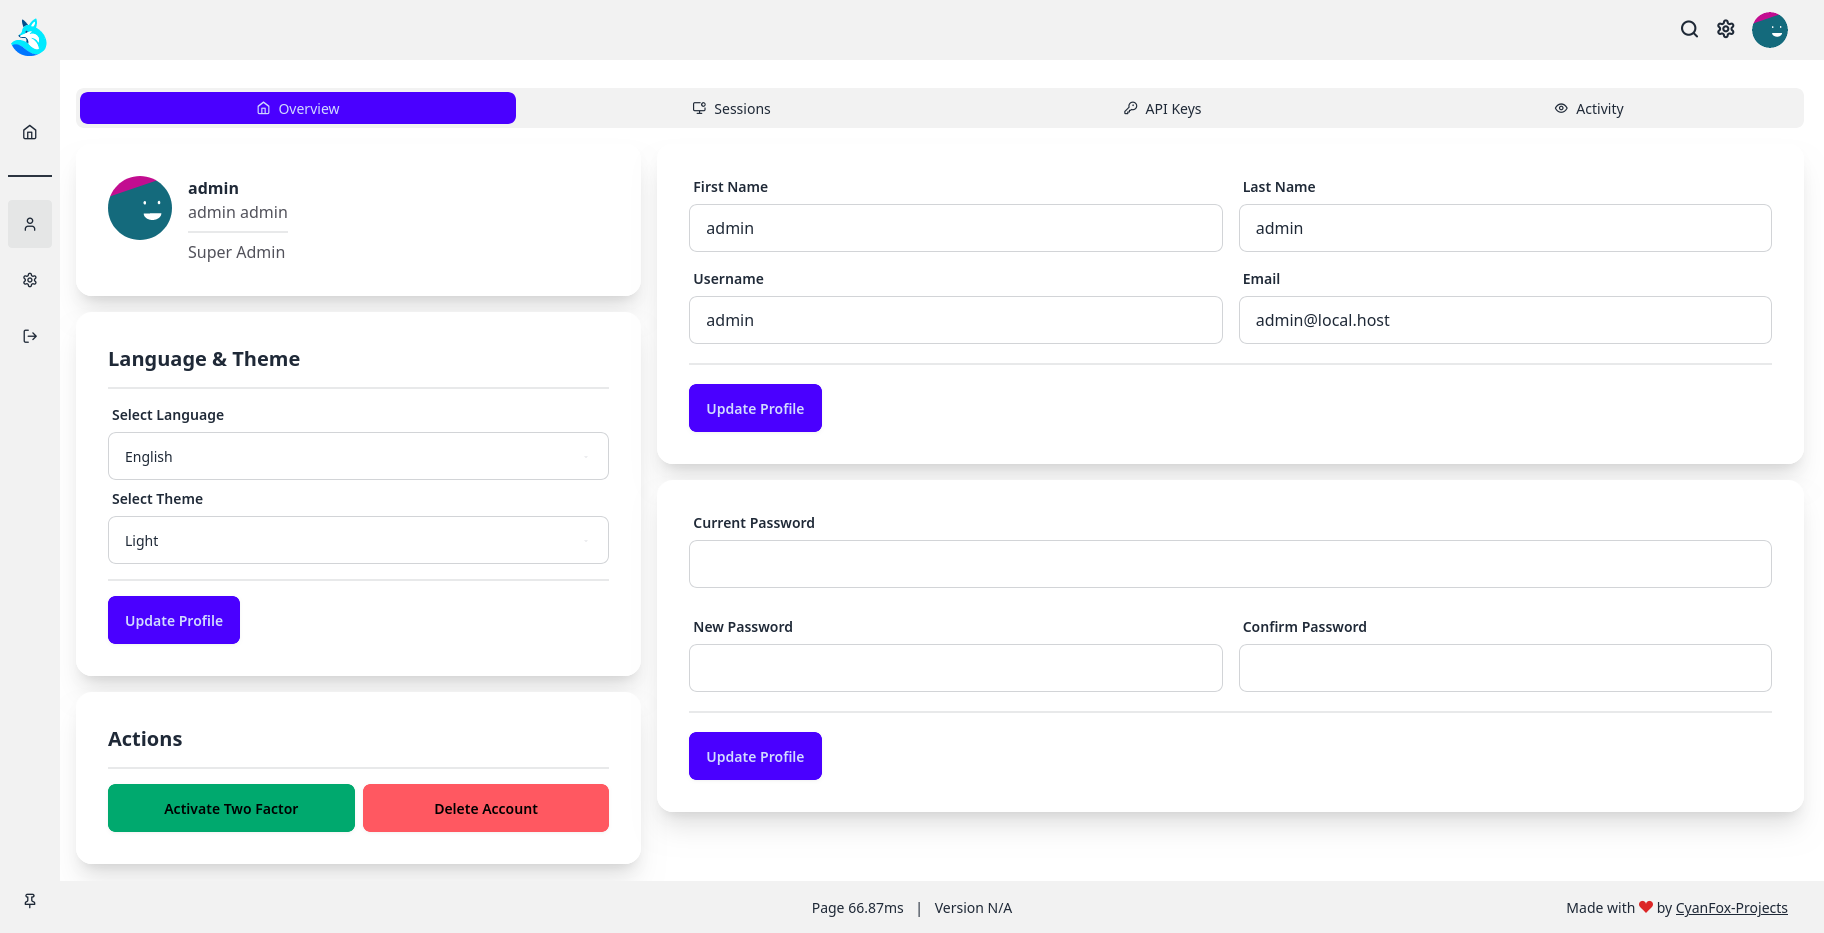 Overview
Sessions
API Keys
Activity
admin
admin admin
Super Admin
Language & Theme
Select Language
English
Select Theme
Light
Update Profile
Actions
Activate Two Factor
Delete Account
First Name
Last Name
admin
admin
Username
Email
admin
admin@local.host
Update Profile
Current Password
New Password
Confirm Password
Update Profile
Page 66.87ms | Version N/A
Made with ❤ by CyanFox-Projects